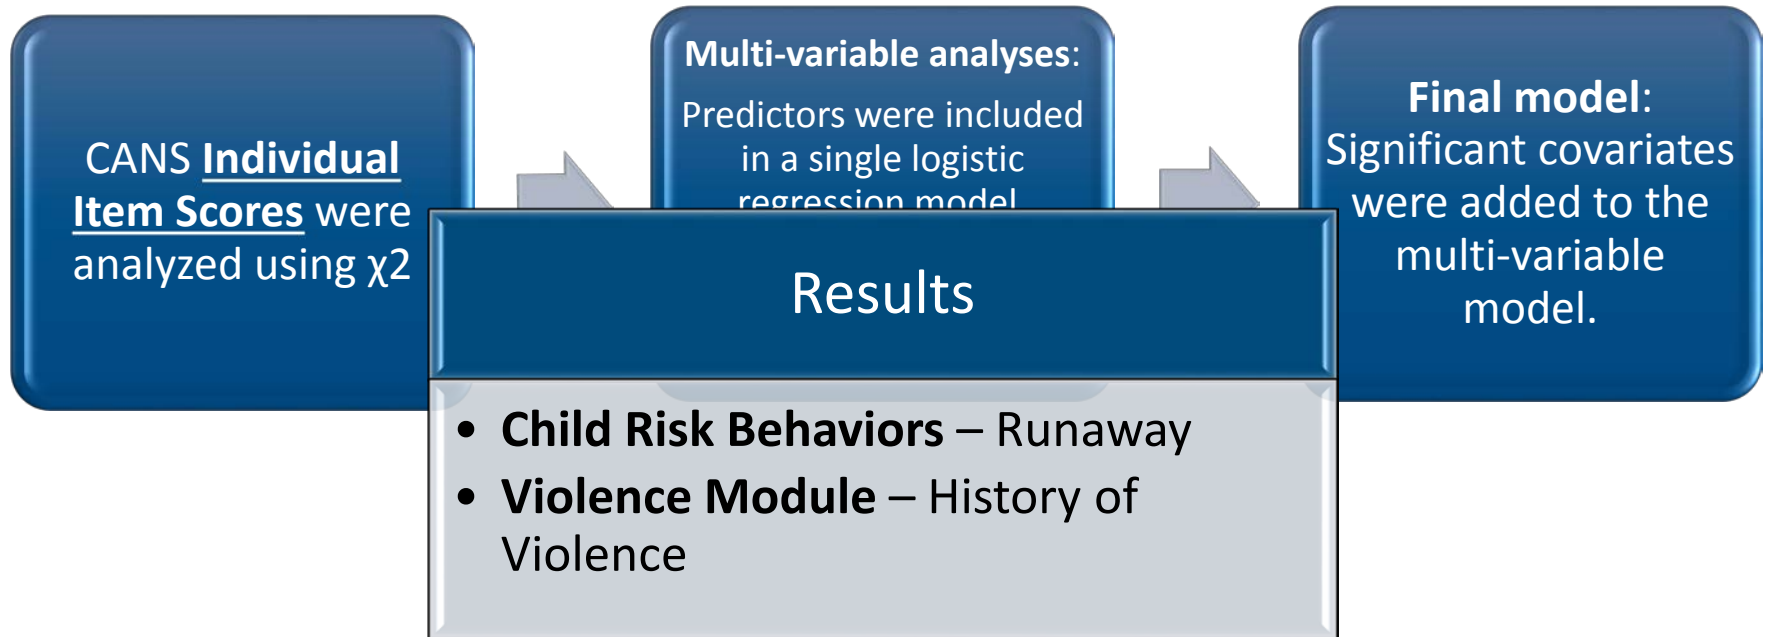 CANS Individual
Item Scores were
analyzed using χ2
Multi-variable analyses:
Predictors were included
in a single logistic
regression model
Final model:
Significant covariates
were added to the
multi-variable
model.
Results
• Child Risk Behaviors – Runaway
• Violence Module – History of
Violence